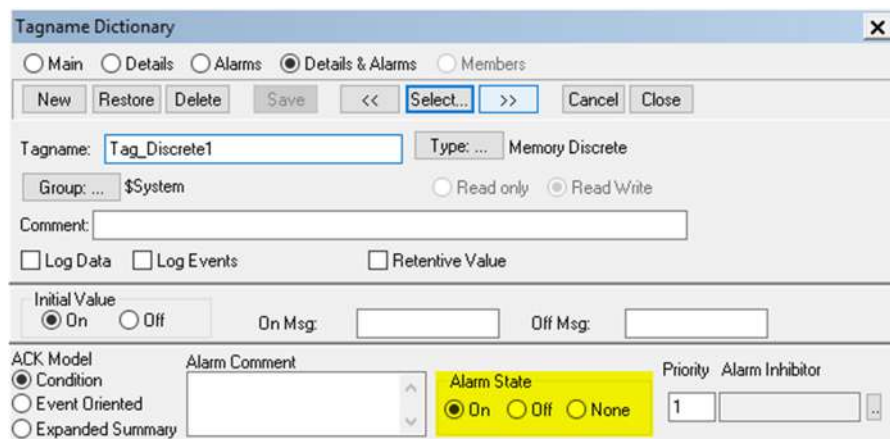 Tagname Dictionary
Main Details Alarms Details & Alarms Members
New Restore Delete Save << Select... >> Cancel Close
Tagname: Tag_Discrete1 Type: ... Memory Discrete
Group: ... $System Read only Read Write
Comment:
Log Data Log Events Retentive Value
Initial Value
On Off On Msg: Off Msg:
ACK Model Alarm Comment Alarm State Priority Alarm Inhibitor
Condition
On Off None 1 ..
Event Oriented
Expanded Summary